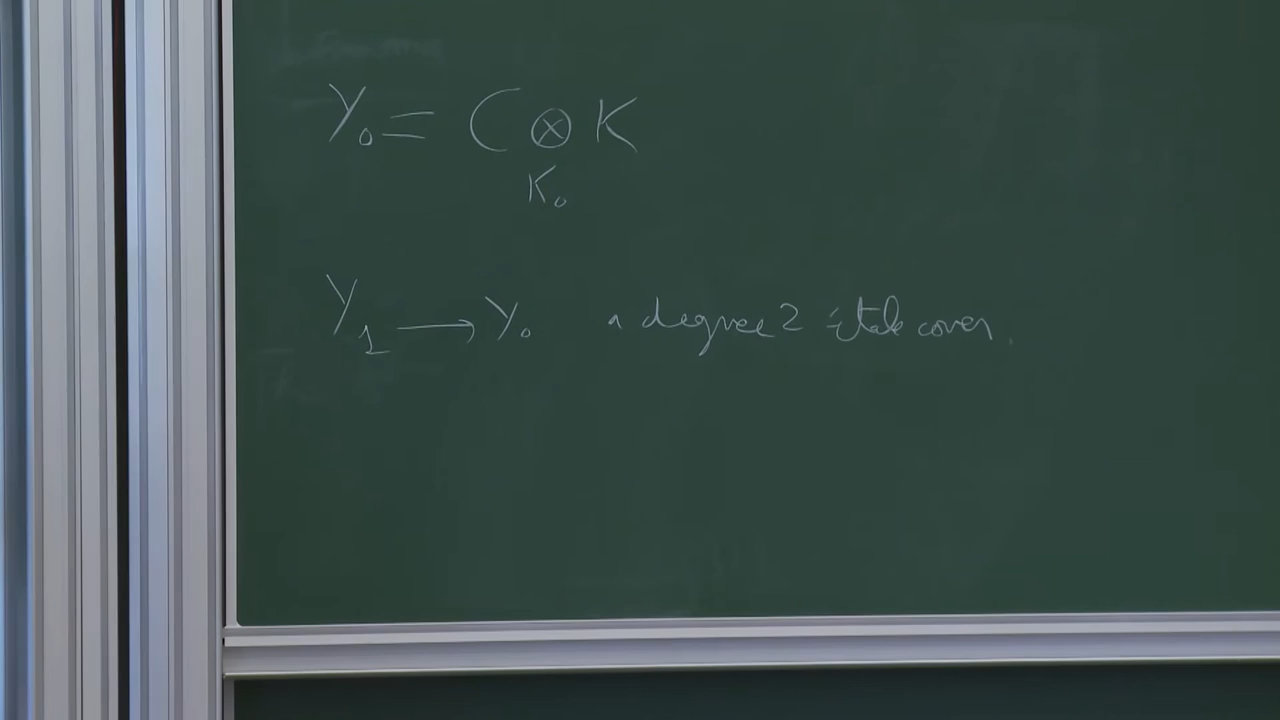 Y₀ = C ⊗ K
K₀
Y₁ → Y₀ a degree 2 étale cover.